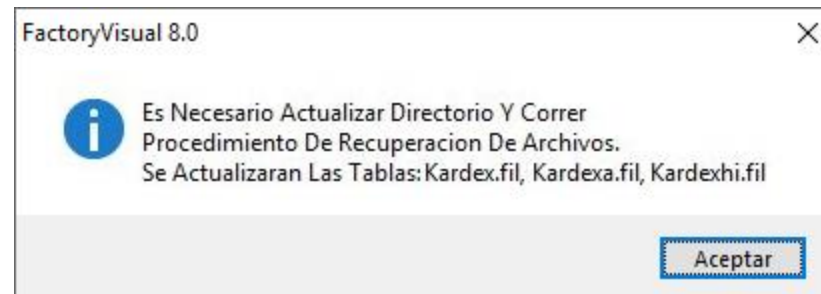 FactoryVisual 8.0
Es Necesario Actualizar Directorio Y Correr
Procedimiento De Recuperacion De Archivos.
Se Actualizaran Las Tablas:Kardex.fil, Kardexa.fil, Kardexhi.fil
Aceptar